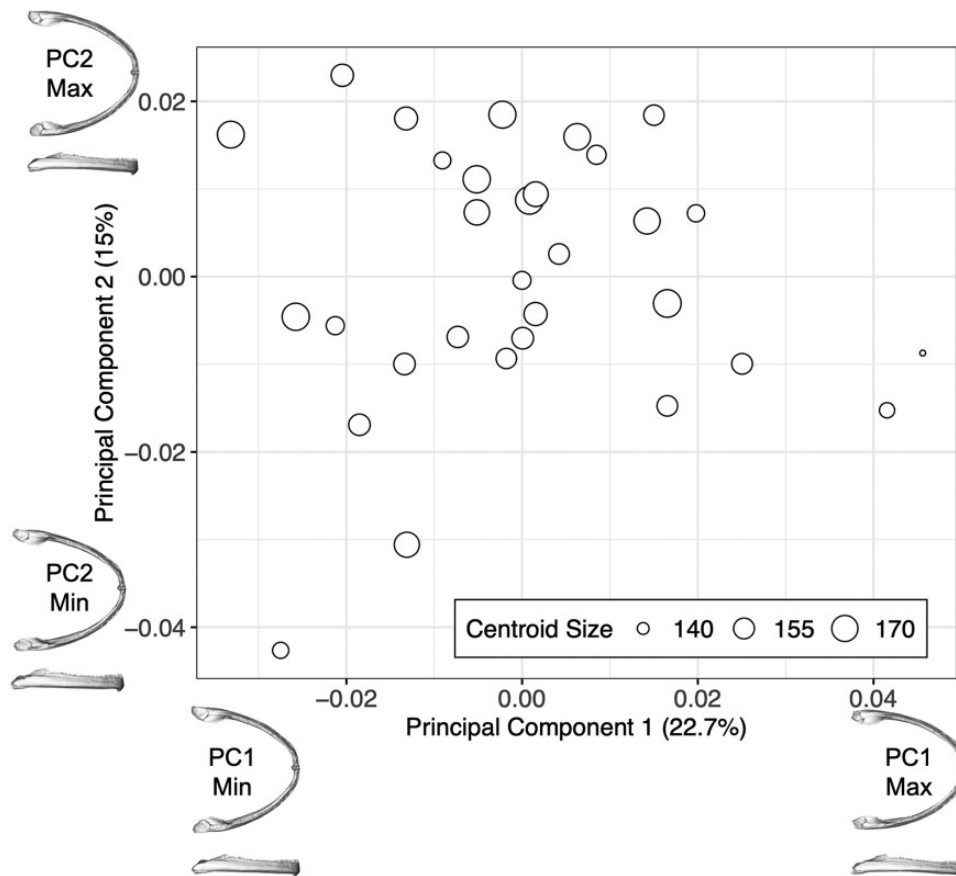 PC2
Max
0.02
0.00
−0.02
−0.04
Principal Component 2 (15%)
PC2
Min
Centroid Size 140 155 170
−0.02 0.00 0.02 0.04
Principal Component 1 (22.7%)
PC1
Min
PC1
Max